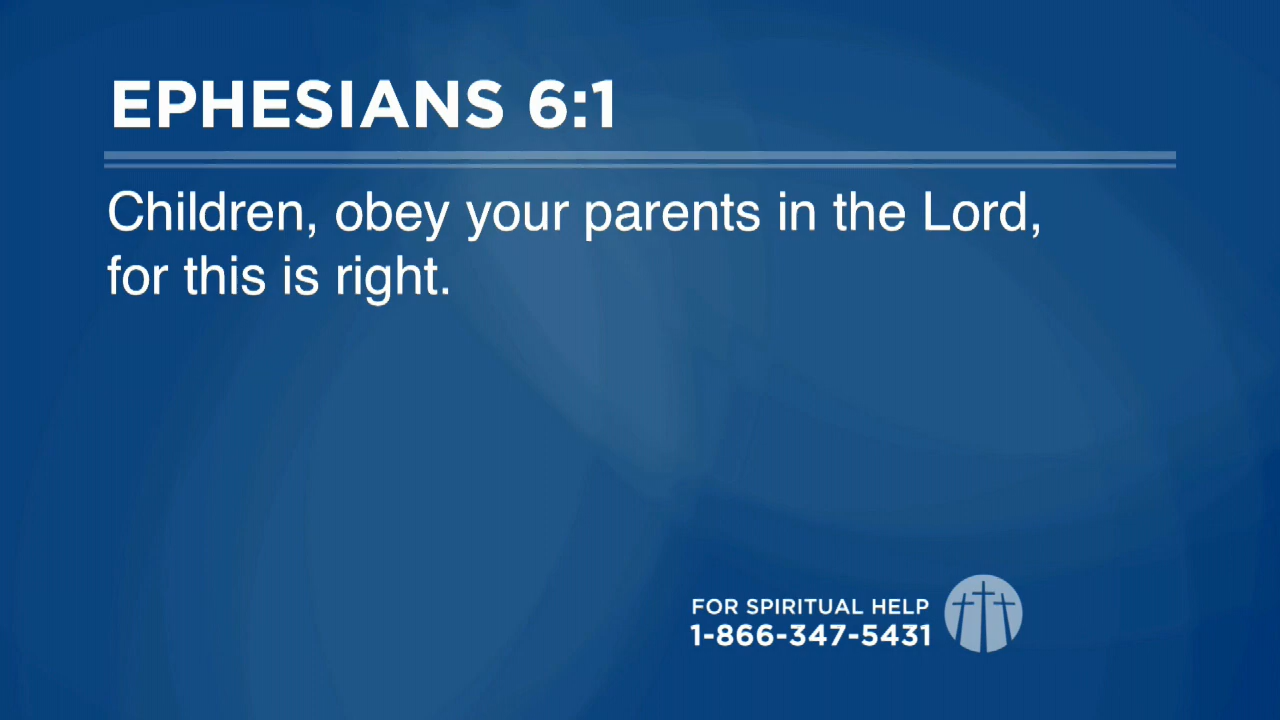 EPHESIANS 6:1
Children, obey your parents in the Lord,
for this is right.
FOR SPIRITUAL HELP
1-866-347-5431